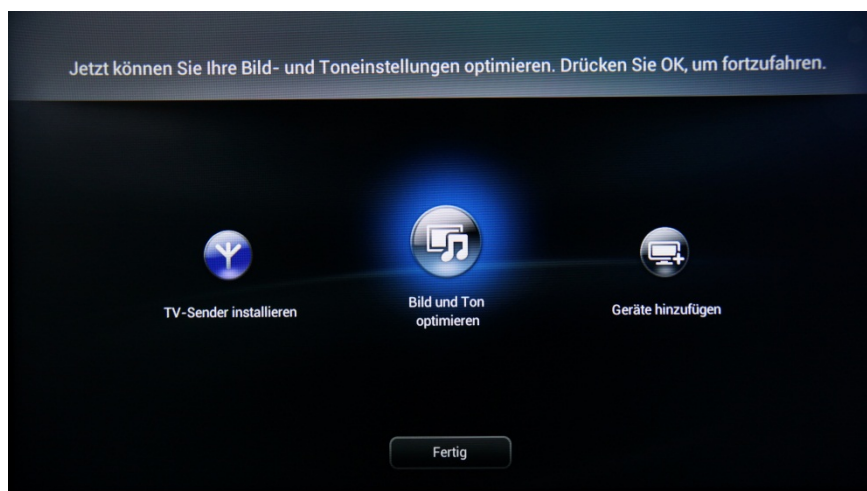 Jetzt können Sie Ihre Bild- und Toneinstellungen optimieren. Drücken Sie OK, um fortzufahren.
TV-Sender installieren
Bild und Ton
optimieren
Geräte hinzufügen
Fertig